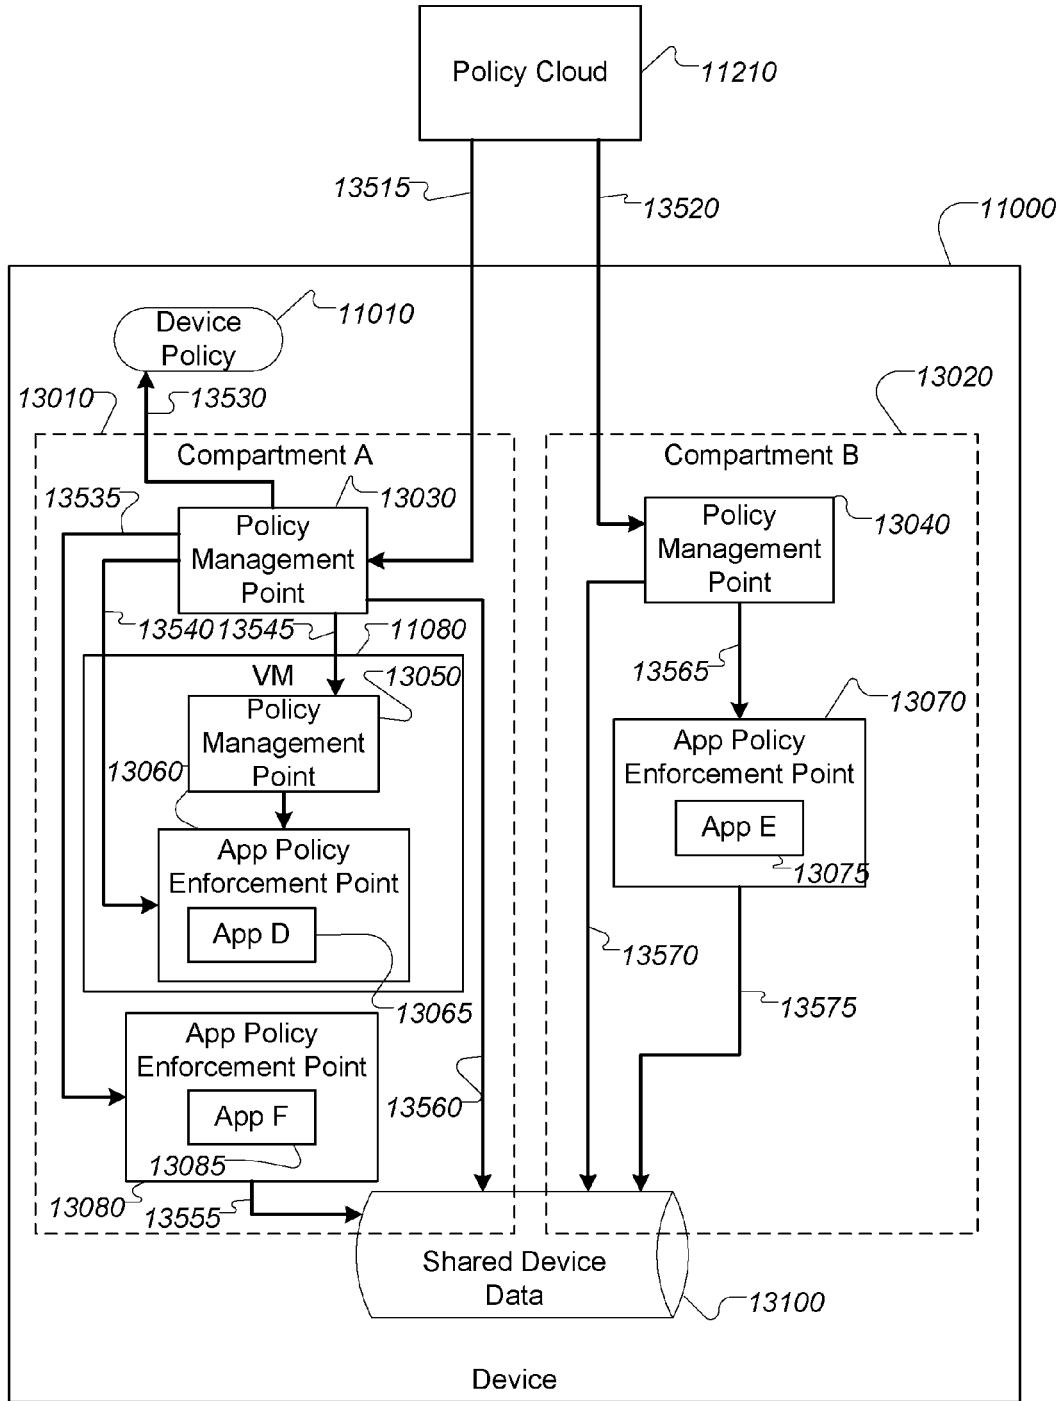 Policy Cloud
11210
13515
13520
11000
Device
Policy
11010
13010
13530
13020
Compartment A
Compartment B
13535
13030
Policy
Management
Point
Policy
Management
Point
13040
13540
13545
11080
VM
13050
Policy
Management
Point
13565
13060
13070
App Policy
Enforcement Point
App E
13075
App Policy
Enforcement Point
App D
13065
13570
13575
App Policy
Enforcement Point
App F
13085
13560
13080
13555
Shared Device
Data
13100
Device